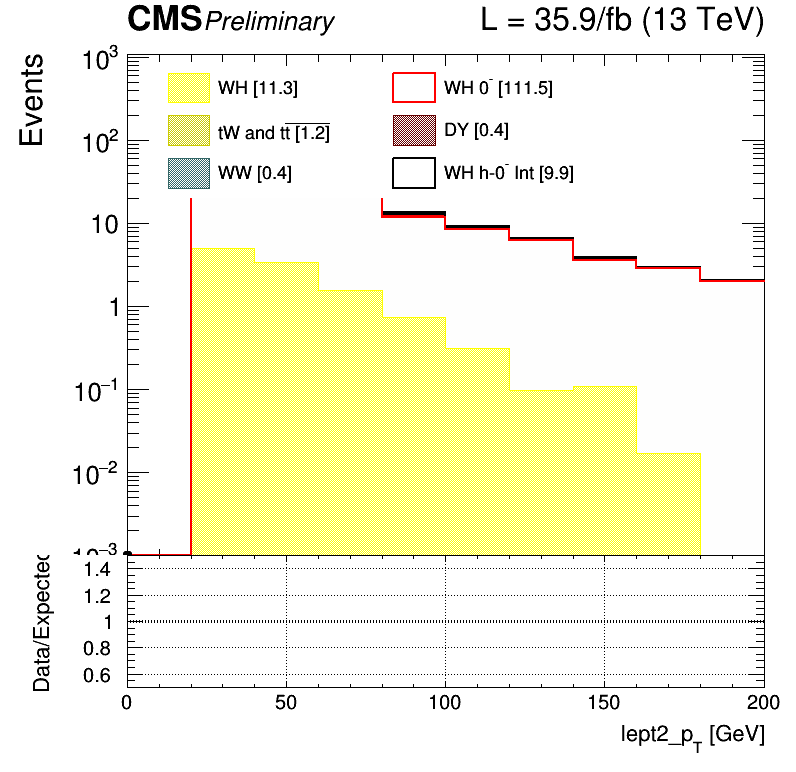 CMS Preliminary L = 35.9/fb (13 TeV)
Events
10³
10²
10
1
10⁻¹
10⁻²
10⁻³
WH [11.3]
WH 0⁻ [111.5]
tW and tt̅ [1.2]
DY [0.4]
WW [0.4]
WH h-0⁻ Int [9.9]
Data/Expected
1.4
1.2
1
0.8
0.6
0 50 100 150 200
lept2_p_T [GeV]